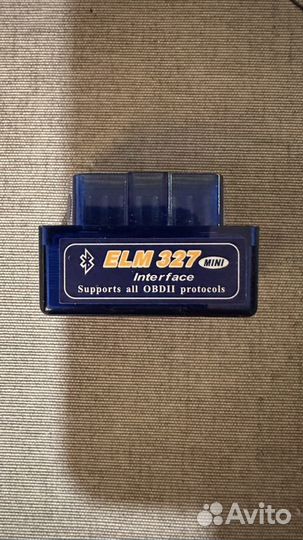 ELM 327 MINI
Interface
Supports all OBDII protocols
Avito